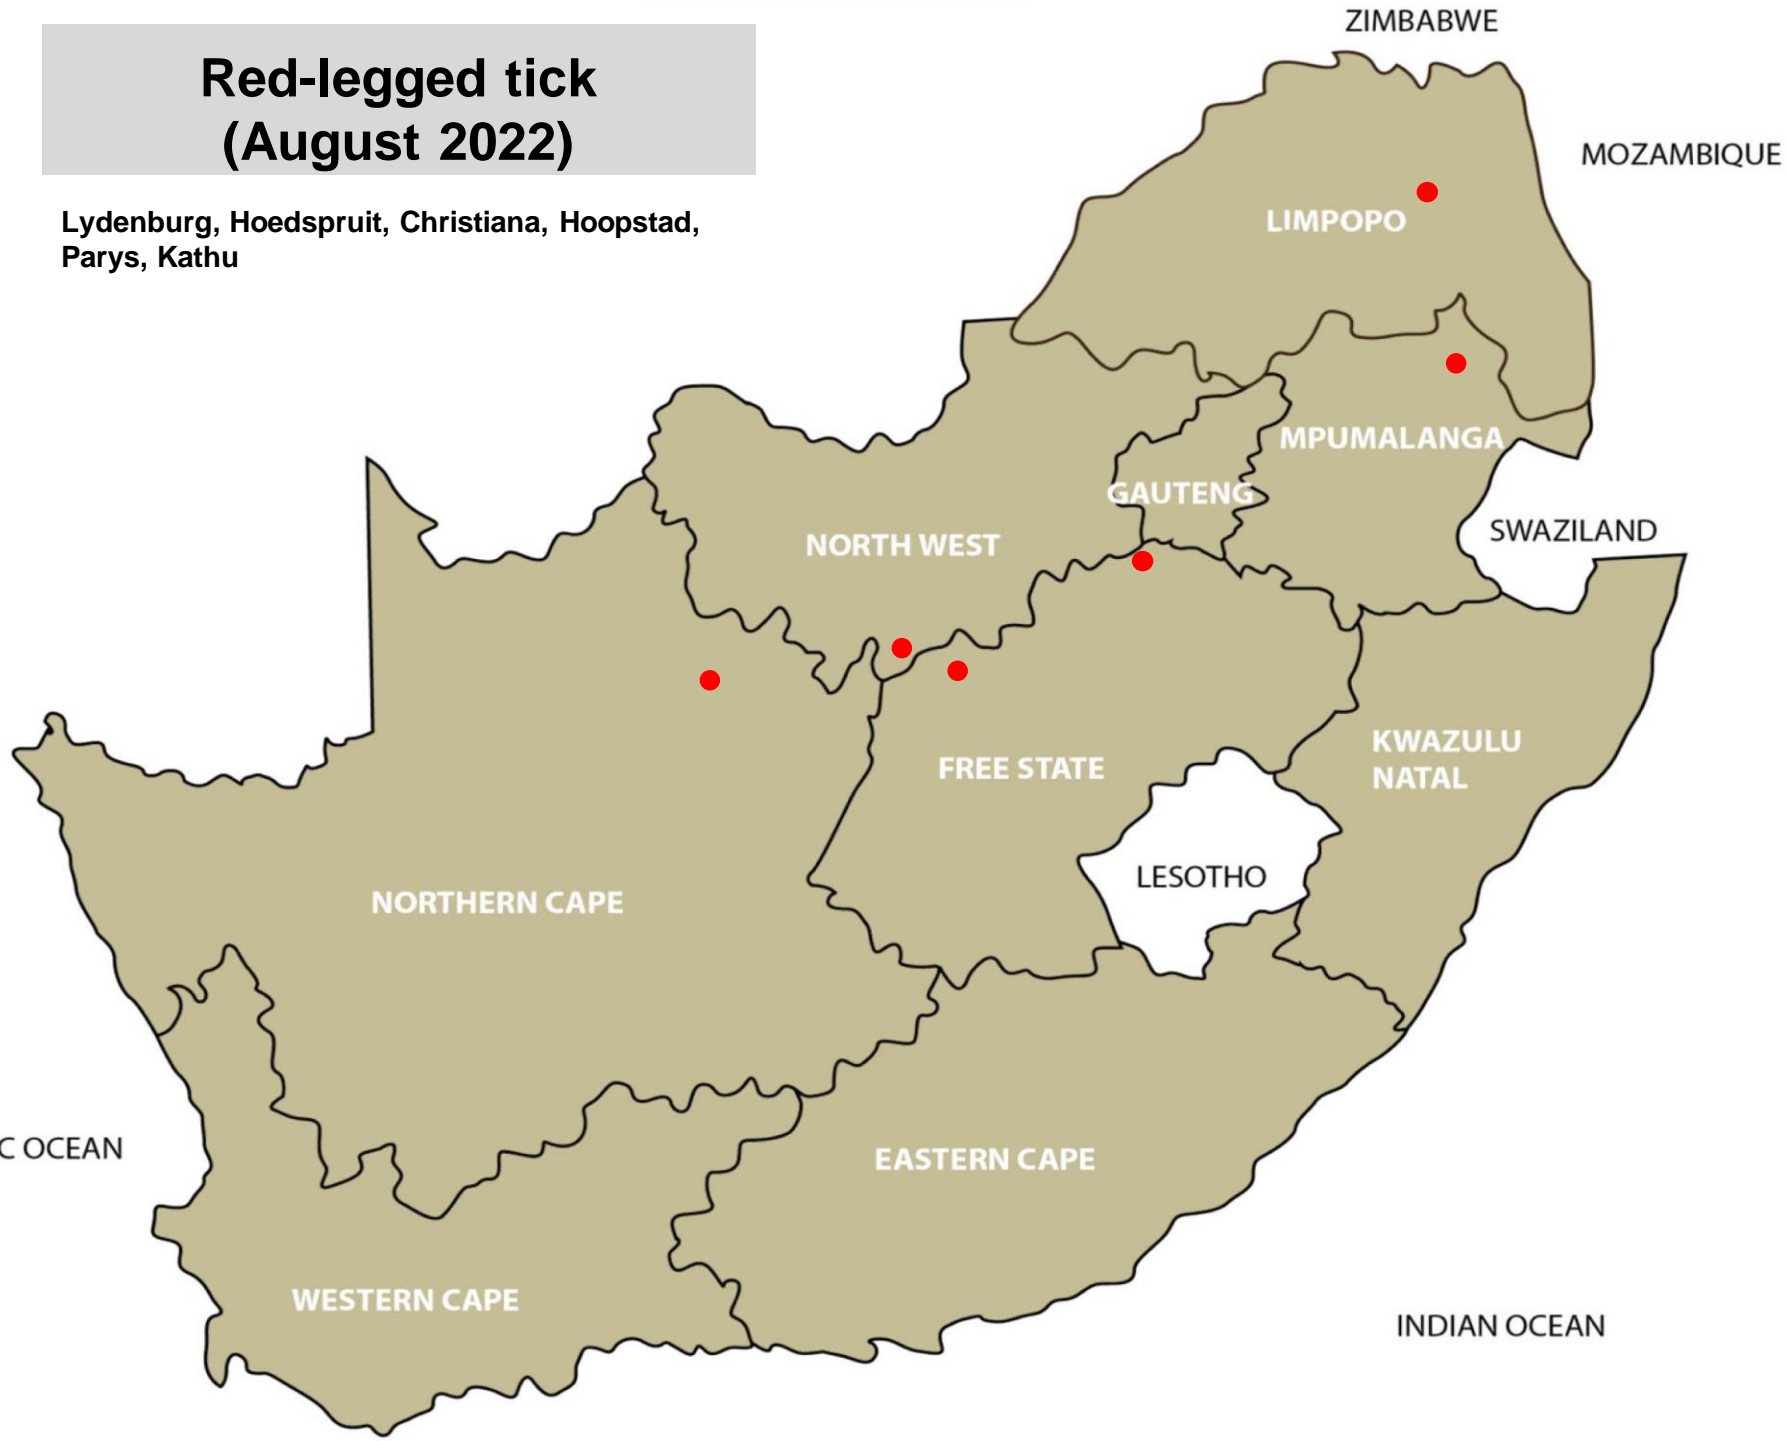 Red-legged tick
(August 2022)
Lydenburg, Hoedspruit, Christiana, Hoopstad,
Parys, Kathu
ZIMBABWE
MOZAMBIQUE
LIMPOPO
MPUMALANGA
GAUTENG
SWAZILAND
NORTH WEST
KWAZULU
NATAL
FREE STATE
LESOTHO
NORTHERN CAPE
C OCEAN
EASTERN CAPE
WESTERN CAPE
INDIAN OCEAN